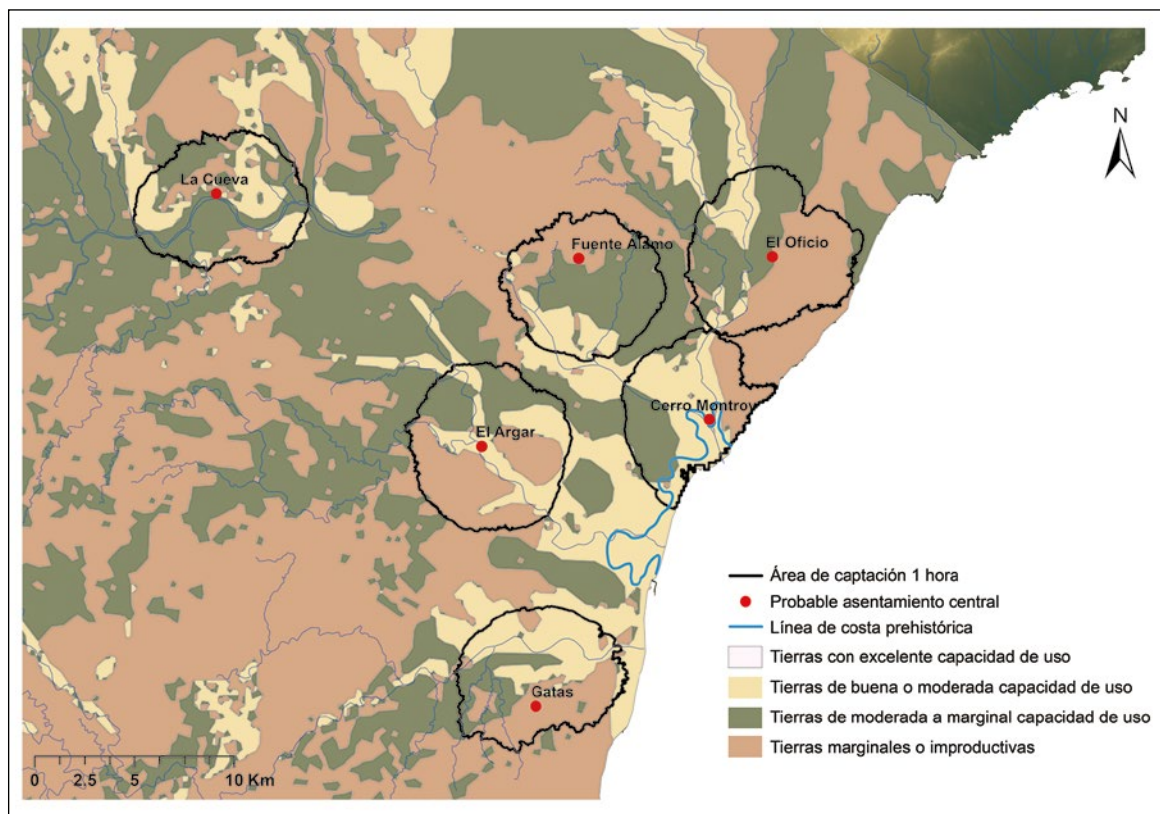 N
La Cueva
Fuente Álamo
El Oficio
Cerro Montroy
El Argar
Gatas
Área de captación 1 hora
Probable asentamiento central
Línea de costa prehistórica
Tierras con excelente capacidad de uso
Tierras de buena o moderada capacidad de uso
Tierras de moderada a marginal capacidad de uso
Tierras marginales o improductivas
0 2,5 5 10 Km